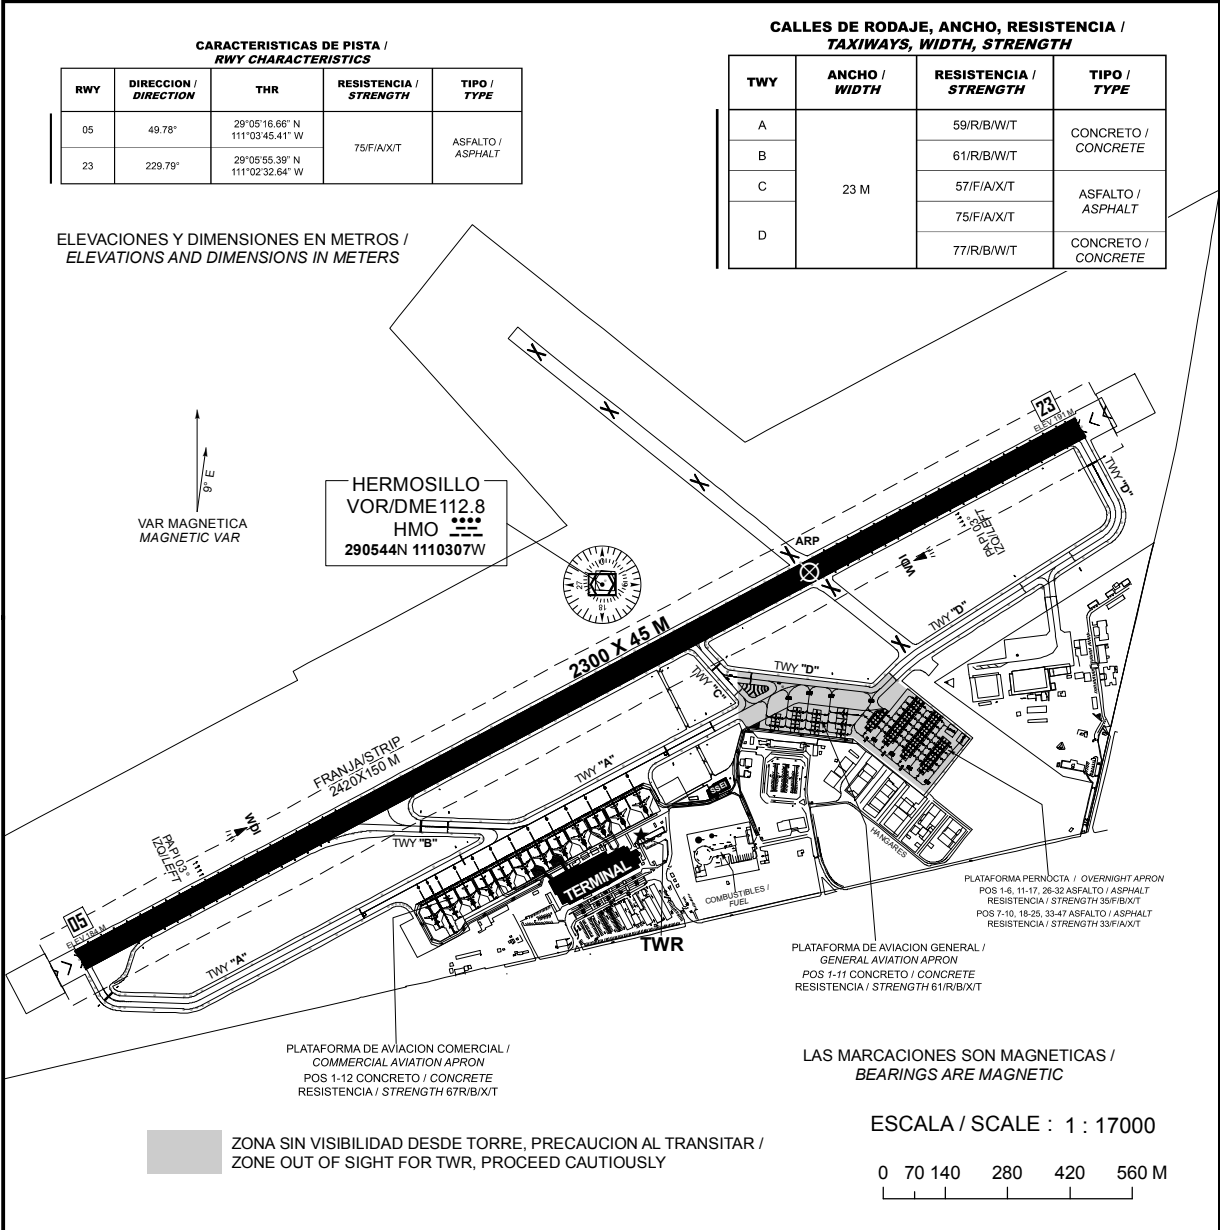 CARACTERISTICAS DE PISTA /
RWY CHARACTERISTICS
RWY
DIRECCION /
DIRECTION
THR
RESISTENCIA /
STRENGTH
TIPO /
TYPE
05
49.78°
29°05'16.66" N
111°03'45.41" W
75/F/A/X/T
ASFALTO /
ASPHALT
23
229.79°
29°05'55.39" N
111°02'32.64" W
CALLES DE RODAJE, ANCHO, RESISTENCIA /
TAXIWAYS, WIDTH, STRENGTH
TWY
ANCHO /
WIDTH
RESISTENCIA /
STRENGTH
TIPO /
TYPE
A
23 M
59/R/B/W/T
CONCRETO /
CONCRETE
B
61/R/B/W/T
C
57/F/A/X/T
ASFALTO /
ASPHALT
D
75/F/A/X/T
77/R/B/W/T
CONCRETO /
CONCRETE
ELEVACIONES Y DIMENSIONES EN METROS /
ELEVATIONS AND DIMENSIONS IN METERS
9° E
VAR MAGNETICA
MAGNETIC VAR
HERMOSILLO
VOR/DME 112.8
HMO
290544N 1110307W
27
18
23
ELEV 191 M
TWY "D"
PAPI 03°
IZQ/LEFT
WDI
ARP
X
X
X
X
X
X
2300 X 45 M
TWY "D"
TWY "D"
TWY "C"
FRANJA/STRIP
2420X150 M
TWY "A"
WDI
PAPI 03°
IZQ/LEFT
TWY "B"
SSEI
TERMINAL
HANGARES
COMBUSTIBLES /
FUEL
05
ELEV 184 M
TWY "A"
TWR
PLATAFORMA PERNOCTA / OVERNIGHT APRON
POS 1-6, 11-17, 26-32 ASFALTO / ASPHALT
RESISTENCIA / STRENGTH 35/F/B/X/T
POS 7-10, 18-25, 33-47 ASFALTO / ASPHALT
RESISTENCIA / STRENGTH 33/F/A/X/T
PLATAFORMA DE AVIACION GENERAL /
GENERAL AVIATION APRON
POS 1-11 CONCRETO / CONCRETE
RESISTENCIA / STRENGTH 61/R/B/X/T
PLATAFORMA DE AVIACION COMERCIAL /
COMMERCIAL AVIATION APRON
POS 1-12 CONCRETO / CONCRETE
RESISTENCIA / STRENGTH 67R/B/X/T
LAS MARCACIONES SON MAGNETICAS /
BEARINGS ARE MAGNETIC
ESCALA / SCALE : 1 : 17000
0 70 140 280 420 560 M
ZONA SIN VISIBILIDAD DESDE TORRE, PRECAUCION AL TRANSITAR /
ZONE OUT OF SIGHT FOR TWR, PROCEED CAUTIOUSLY